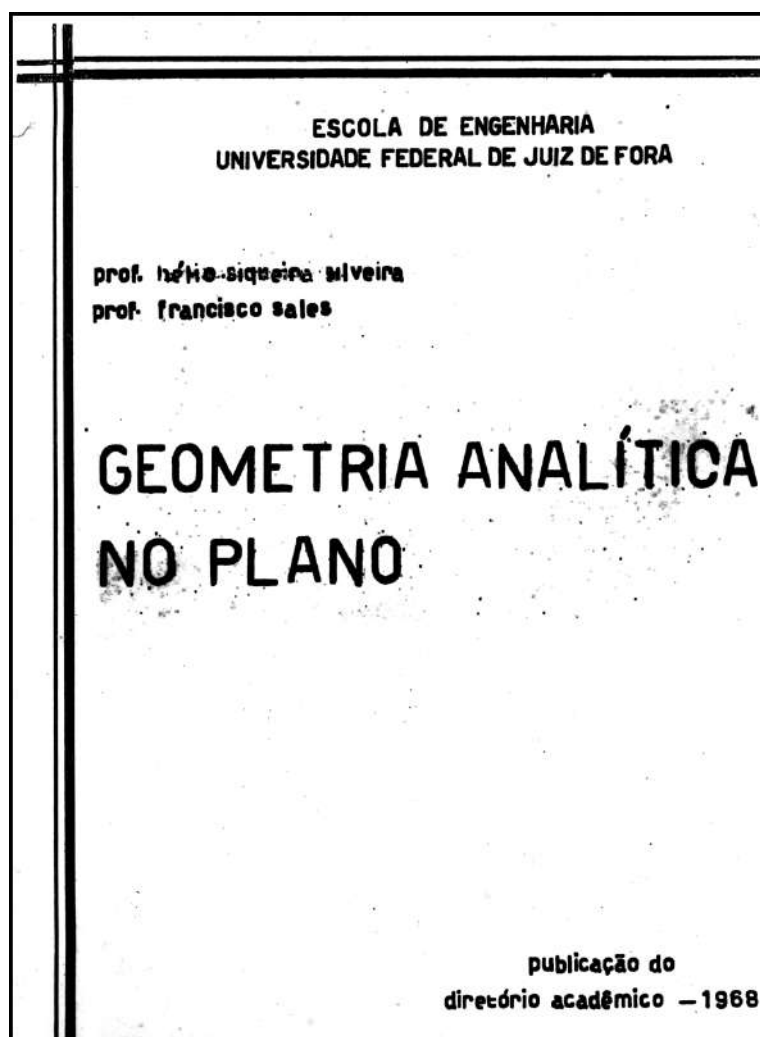 ESCOLA DE ENGENHARIA
UNIVERSIDADE FEDERAL DE JUIZ DE FORA
prof. hélio siqueira silveira
prof. francisco sales
GEOMETRIA ANALÍTICA
NO PLANO
publicação do
diretório acadêmico – 1968